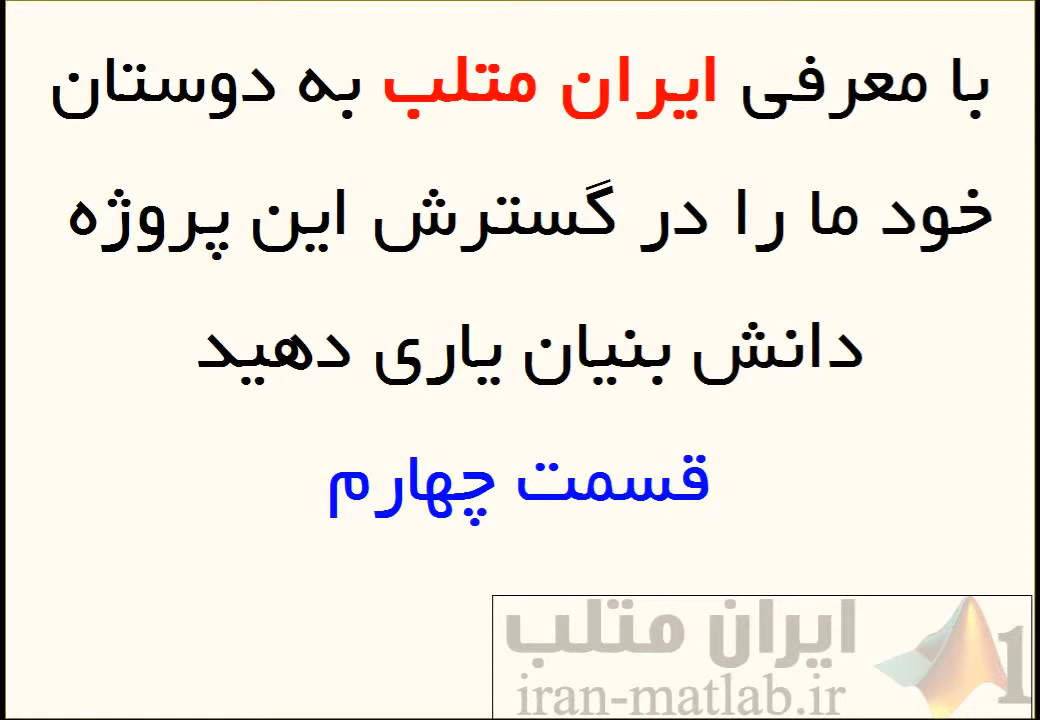 با معرفی ایران متلب به دوستان
خود ما را در گسترش این پروژه
دانش بنیان یاری دهید
قسمت چهارم
ایران متلب
1
iran-matlab.ir